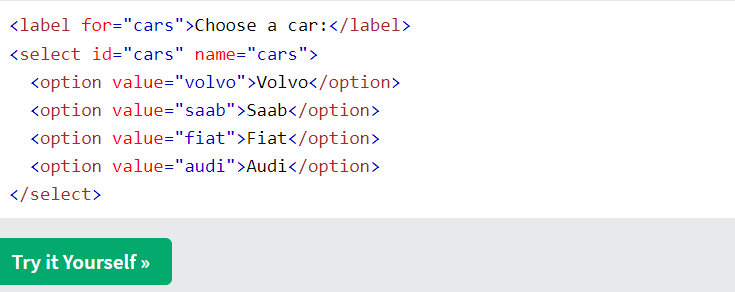 <label for="cars">Choose a car:</label>
<select id="cars" name="cars">
  <option value="volvo">Volvo</option>
  <option value="saab">Saab</option>
  <option value="fiat">Fiat</option>
  <option value="audi">Audi</option>
</select>
Try it Yourself »